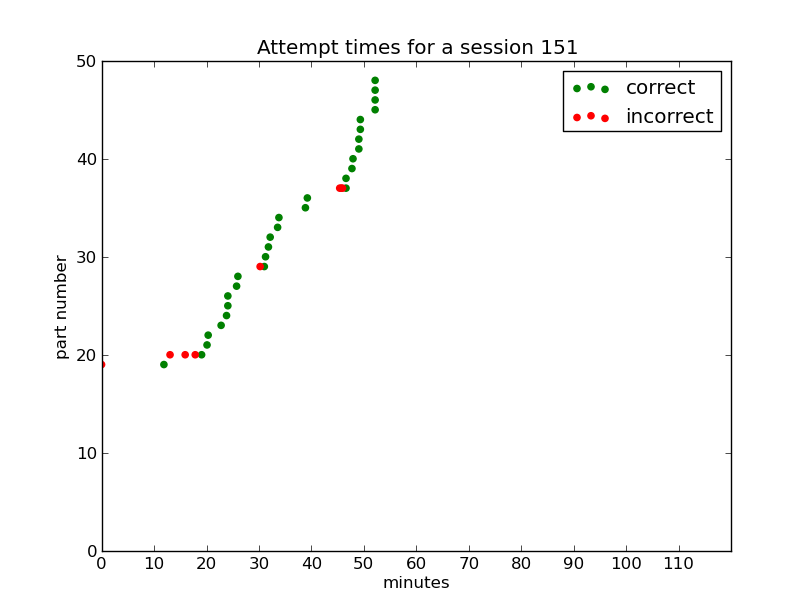 Attempt times for a session 151
correct
incorrect
50
40
30
20
10
0
part number
0 10 20 30 40 50 60 70 80 90 100 110
minutes